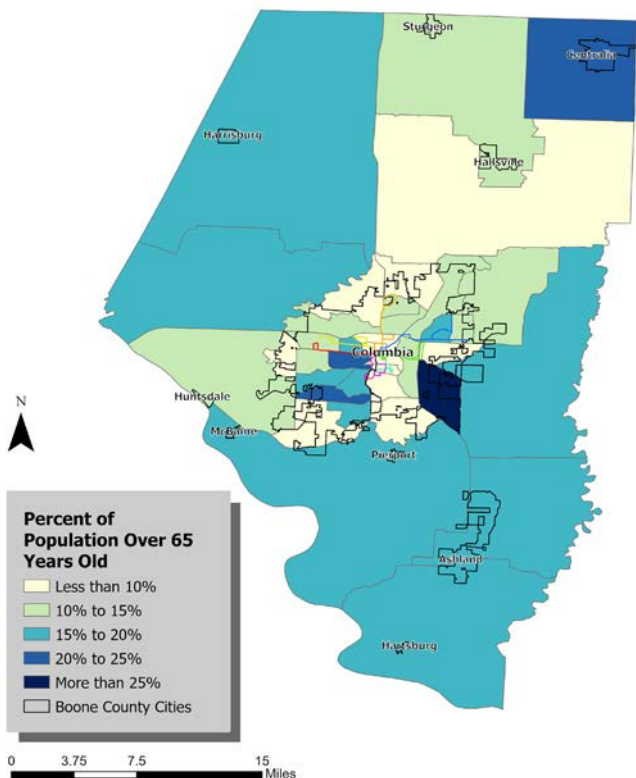 Sturgeon
Centralia
Harrisburg
Hallsville
Columbia
Huntsdale
McBaine
Pierpont
Ashland
Hartsburg
N
Percent of
Population Over 65
Years Old
Less than 10%
10% to 15%
15% to 20%
20% to 25%
More than 25%
Boone County Cities
0 3.75 7.5 15
Miles